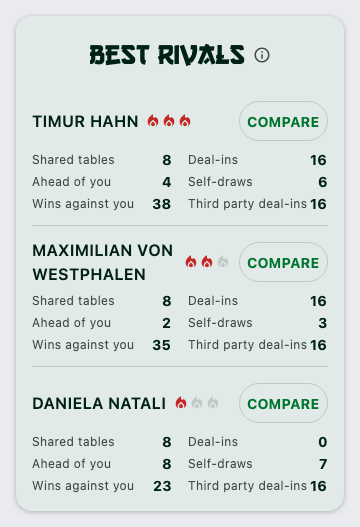 BEST RIVALS
TIMUR HAHN COMPARE
Shared tables 8 Deal-ins 16
Ahead of you 4 Self-draws 6
Wins against you 38 Third party deal-ins 16
MAXIMILIAN VON
WESTPHALEN COMPARE
Shared tables 8 Deal-ins 16
Ahead of you 2 Self-draws 3
Wins against you 35 Third party deal-ins 16
DANIELA NATALI COMPARE
Shared tables 8 Deal-ins 0
Ahead of you 8 Self-draws 7
Wins against you 23 Third party deal-ins 16